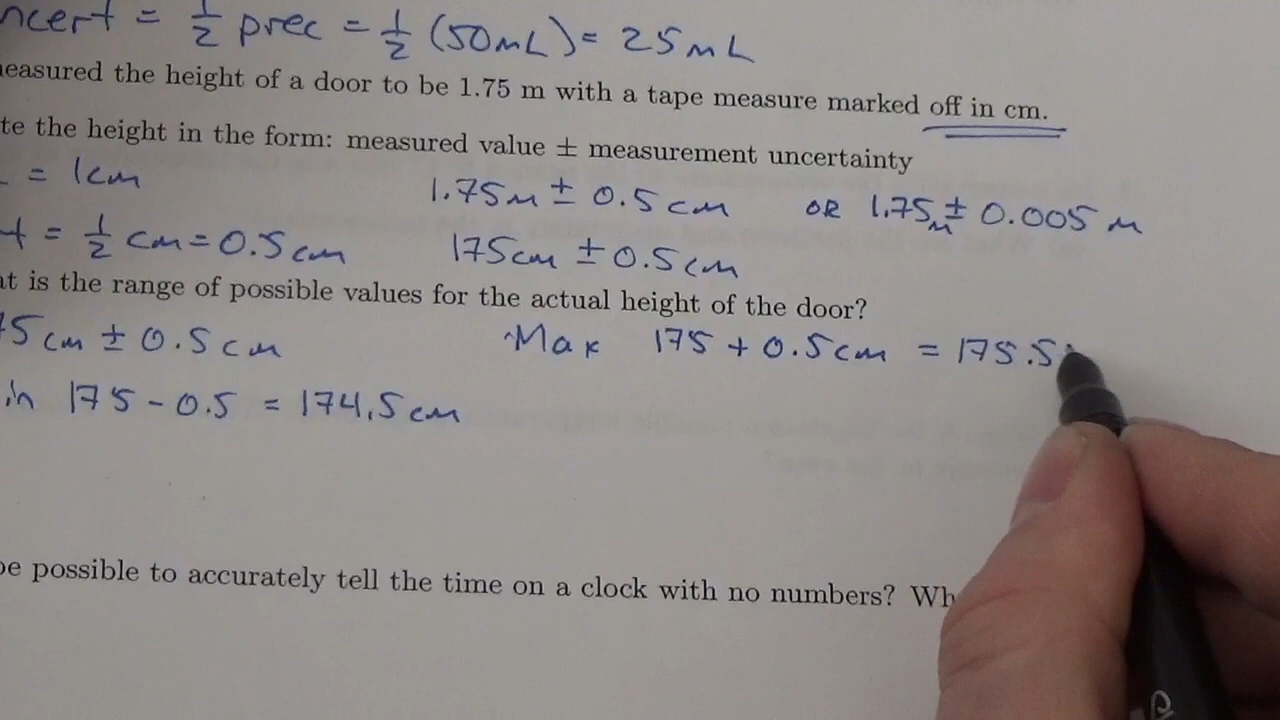 ncert = 1/2 prec = 1/2 (50mL) = 25mL
easured the height of a door to be 1.75 m with a tape measure marked off in cm.
te the height in the form: measured value ± measurement uncertainty
= 1cm 1.75m ± 0.5cm OR 1.75m ± 0.005 m
t = 1/2 cm = 0.5cm 175cm ± 0.5cm
at is the range of possible values for the actual height of the door?
75cm ± 0.5cm Max 175 + 0.5cm = 175.5
in 175 - 0.5 = 174.5cm
be possible to accurately tell the time on a clock with no numbers? Wh